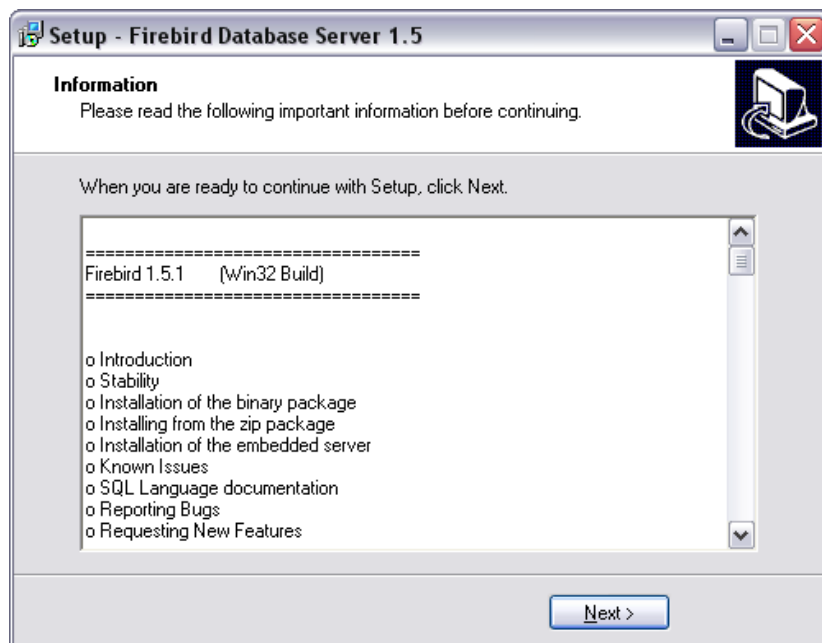 Setup - Firebird Database Server 1.5
Information
Please read the following important information before continuing.
When you are ready to continue with Setup, click Next.
==================================
Firebird 1.5.1 (Win32 Build)
==================================
o Introduction
o Stability
o Installation of the binary package
o Installing from the zip package
o Installation of the embedded server
o Known Issues
o SQL Language documentation
o Reporting Bugs
o Requesting New Features
Next >